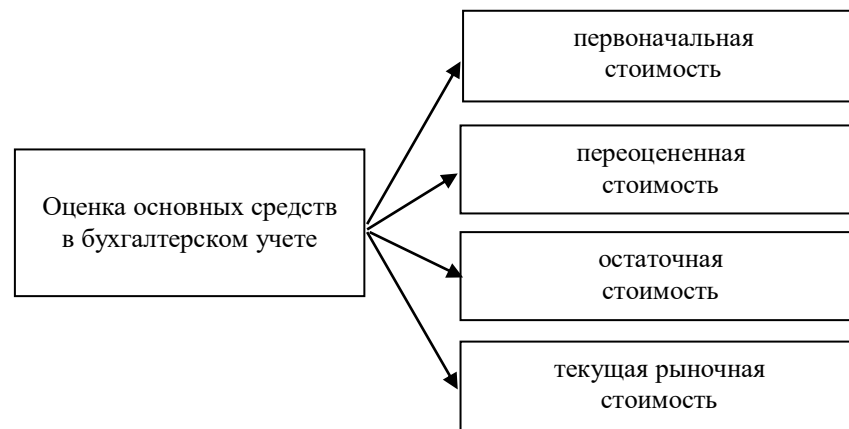 Оценка основных средств
в бухгалтерском учете
первоначальная
стоимость
переоцененная
стоимость
остаточная
стоимость
текущая рыночная
стоимость